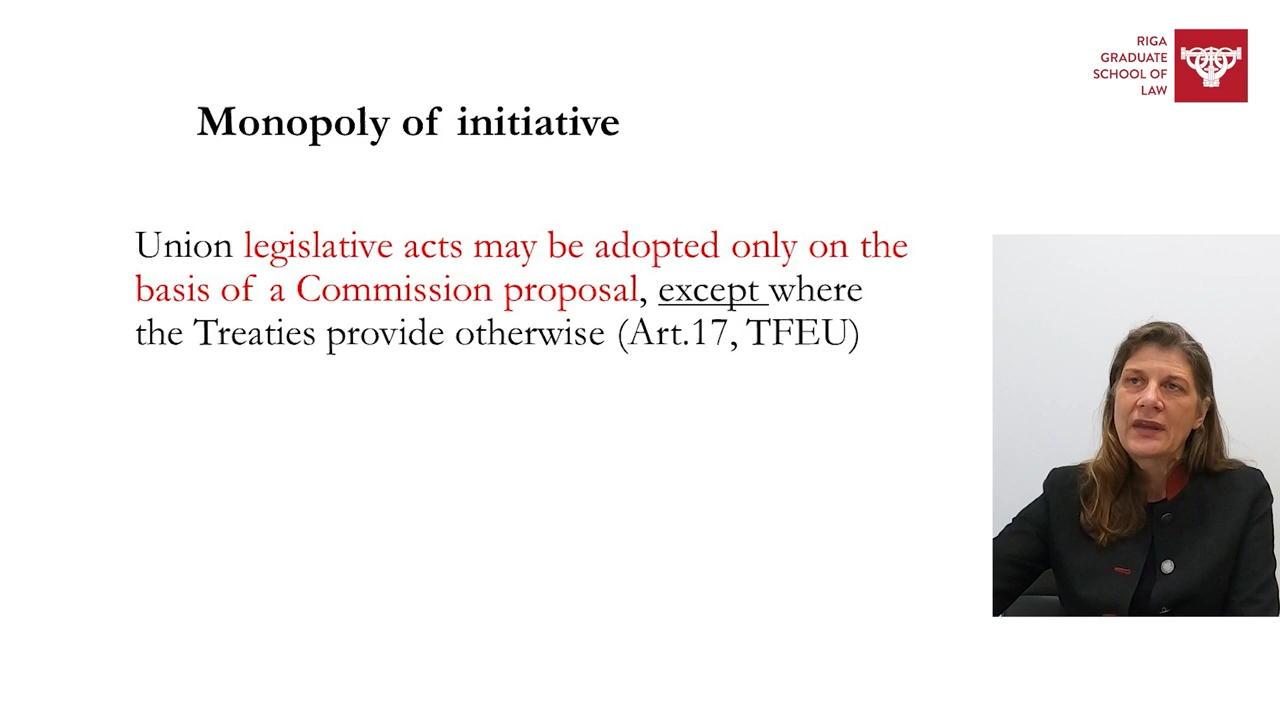 RIGA
GRADUATE
SCHOOL OF
LAW
Monopoly of initiative
Union legislative acts may be adopted only on the
basis of a Commission proposal, except where
the Treaties provide otherwise (Art.17, TFEU)